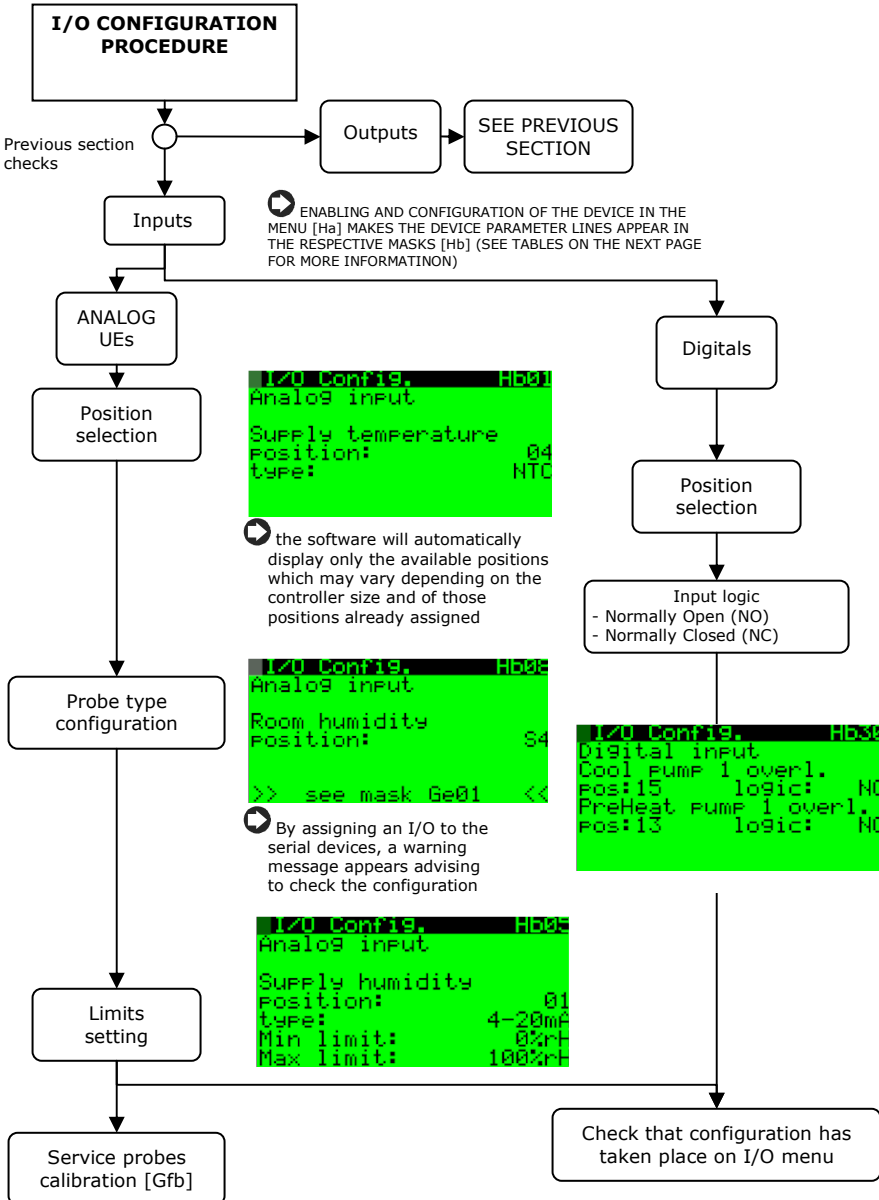 I/O CONFIGURATION
PROCEDURE
Previous section
checks
Outputs
SEE PREVIOUS
SECTION
Inputs
ENABLING AND CONFIGURATION OF THE DEVICE IN THE
MENU [Ha] MAKES THE DEVICE PARAMETER LINES APPEAR IN
THE RESPECTIVE MASKS [Hb] (SEE TABLES ON THE NEXT PAGE
FOR MORE INFORMATINON)
ANALOG
UEs
Digitals
Position
selection
I/O Config. Hb01
Analog input
Supply temperature
position: 04
type: NTC
Position
selection
the software will automatically
display only the available positions
which may vary depending on the
controller size and of those
positions already assigned
Input logic
- Normally Open (NO)
- Normally Closed (NC)
Probe type
configuration
I/O Config. Hb08
Analog input
Room humidity
position: S4
>> see mask Ge01 <<
I/O Config. Hb30
Digital input
Cool pump 1 overl.
pos:15 logic:
PreHeat pump 1 overl.
pos:13 logic:
By assigning an I/O to the
serial devices, a warning
message appears advising
to check the configuration
I/O Config. Hb05
Analog input
Supply humidity
position: 01
type: 4-20mA
Min limit: 0%rH
Max limit: 100%rH
Limits
setting
Service probes
calibration [Gfb]
Check that configuration has
taken place on I/O menu